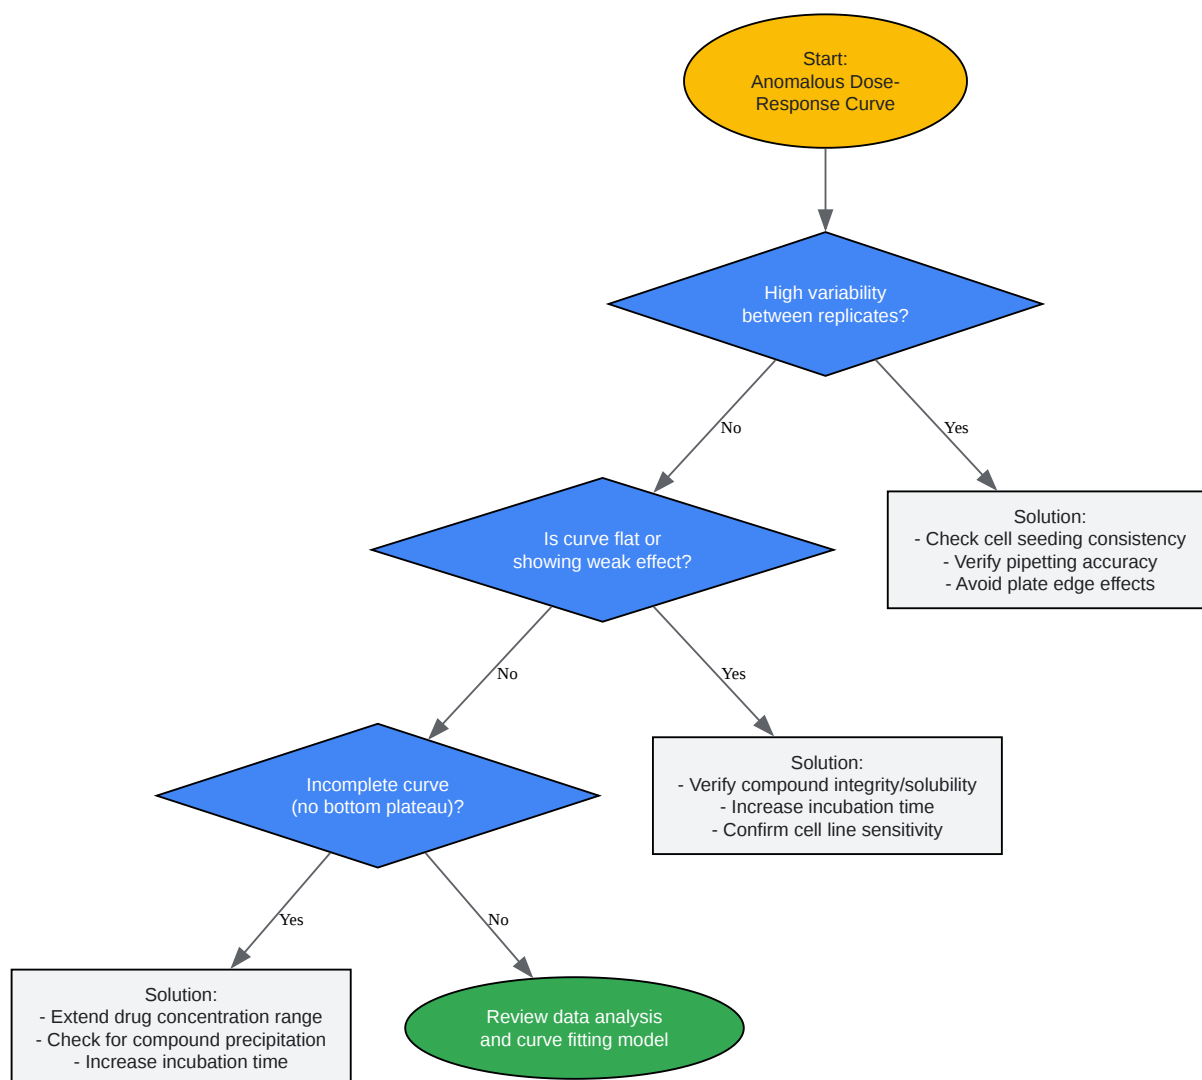 Start:
Anomalous Dose-
Response Curve
High variability
between replicates?
No
Yes
Is curve flat or
showing weak effect?
Solution:
- Check cell seeding consistency
- Verify pipetting accuracy
- Avoid plate edge effects
No
Yes
Incomplete curve
(no bottom plateau)?
Solution:
- Verify compound integrity/solubility
- Increase incubation time
- Confirm cell line sensitivity
Yes
No
Solution:
- Extend drug concentration range
- Check for compound precipitation
- Increase incubation time
Review data analysis
and curve fitting model